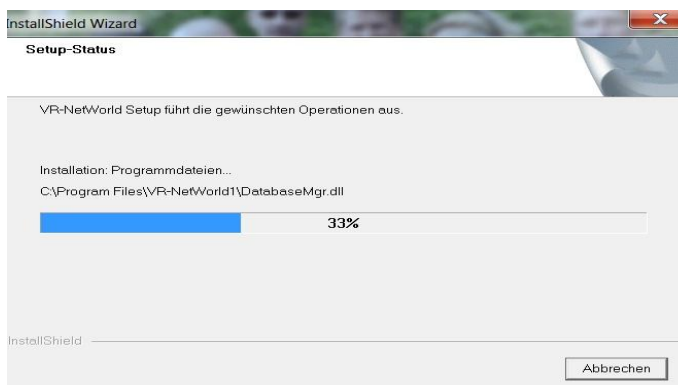 InstallShield Wizard
Setup-Status
VR-NetWorld Setup führt die gewünschten Operationen aus.
Installation: Programmdateien...
C:\Program Files\VR-NetWorld1\DatabaseMgr.dll
33%
InstallShield
Abbrechen